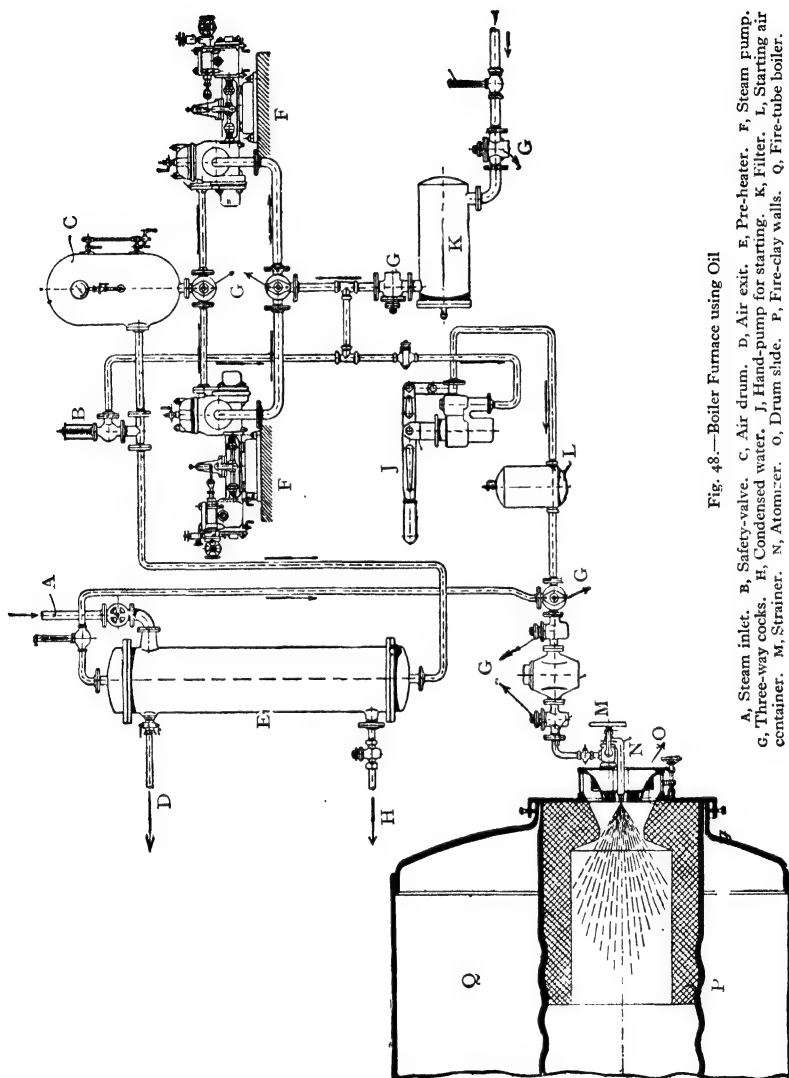 C
B
A
F
G
F
G
G
K
J
L
G
G
E
D
H
M
N
O
Q
P
Fig. 48.—Boiler Furnace using Oil
A, Steam inlet. B, Safety-valve. C, Air drum. D, Air exit. E, Pre-heater. F, Steam pump.
G, Three-way cocks. H, Condensed water. J, Hand-pump for starting. K, Filter. L, Starting air
container. M, Strainer. N, Atomizer. O, Drum slide. P, Fire-clay walls. Q, Fire-tube boiler.